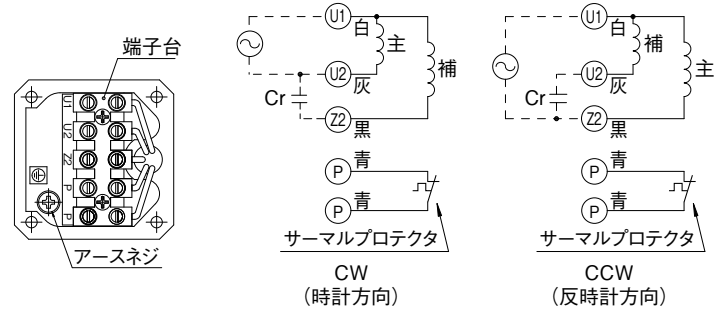 端子台
アースネジ
U1
U2
Z2
P
P
U1
白
主
補
U2
灰
Cr
Z2
黒
P
青
P
青
サーマルプロテクタ
CW
（時計方向）
U1
白
補
主
U2
灰
Cr
Z2
黒
P
青
P
青
サーマルプロテクタ
CCW
（反時計方向）